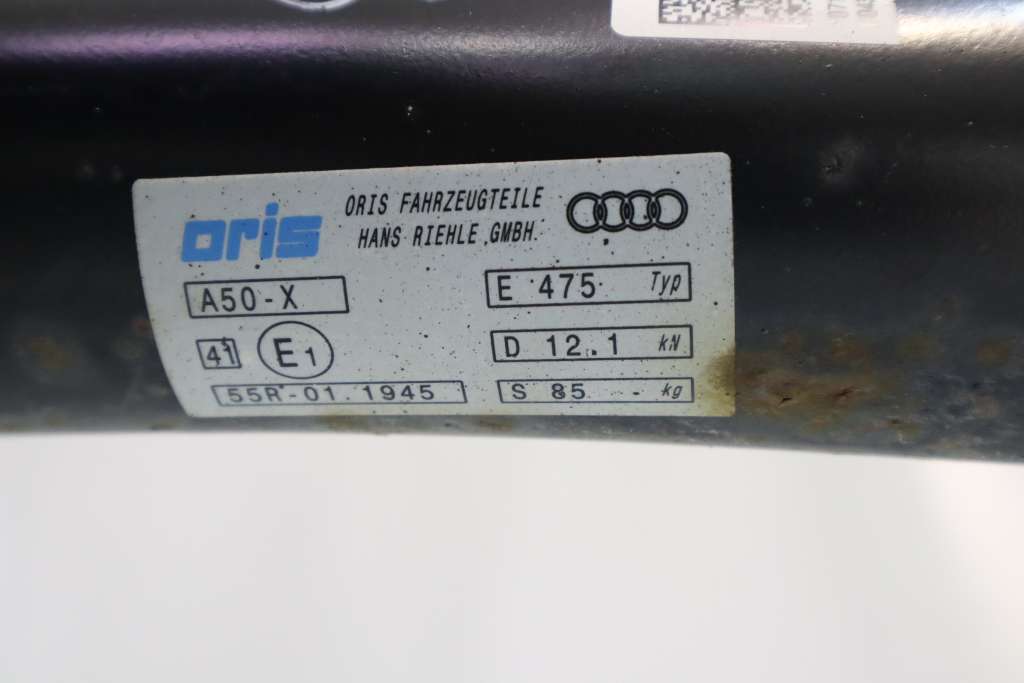 oris
ORIS FAHRZEUGTEILE
HANS RIEHLE GMBH.
A50-X
E 475 Typ
41 E1
D 12.1 kN
55R-01 1945
S 85 kg